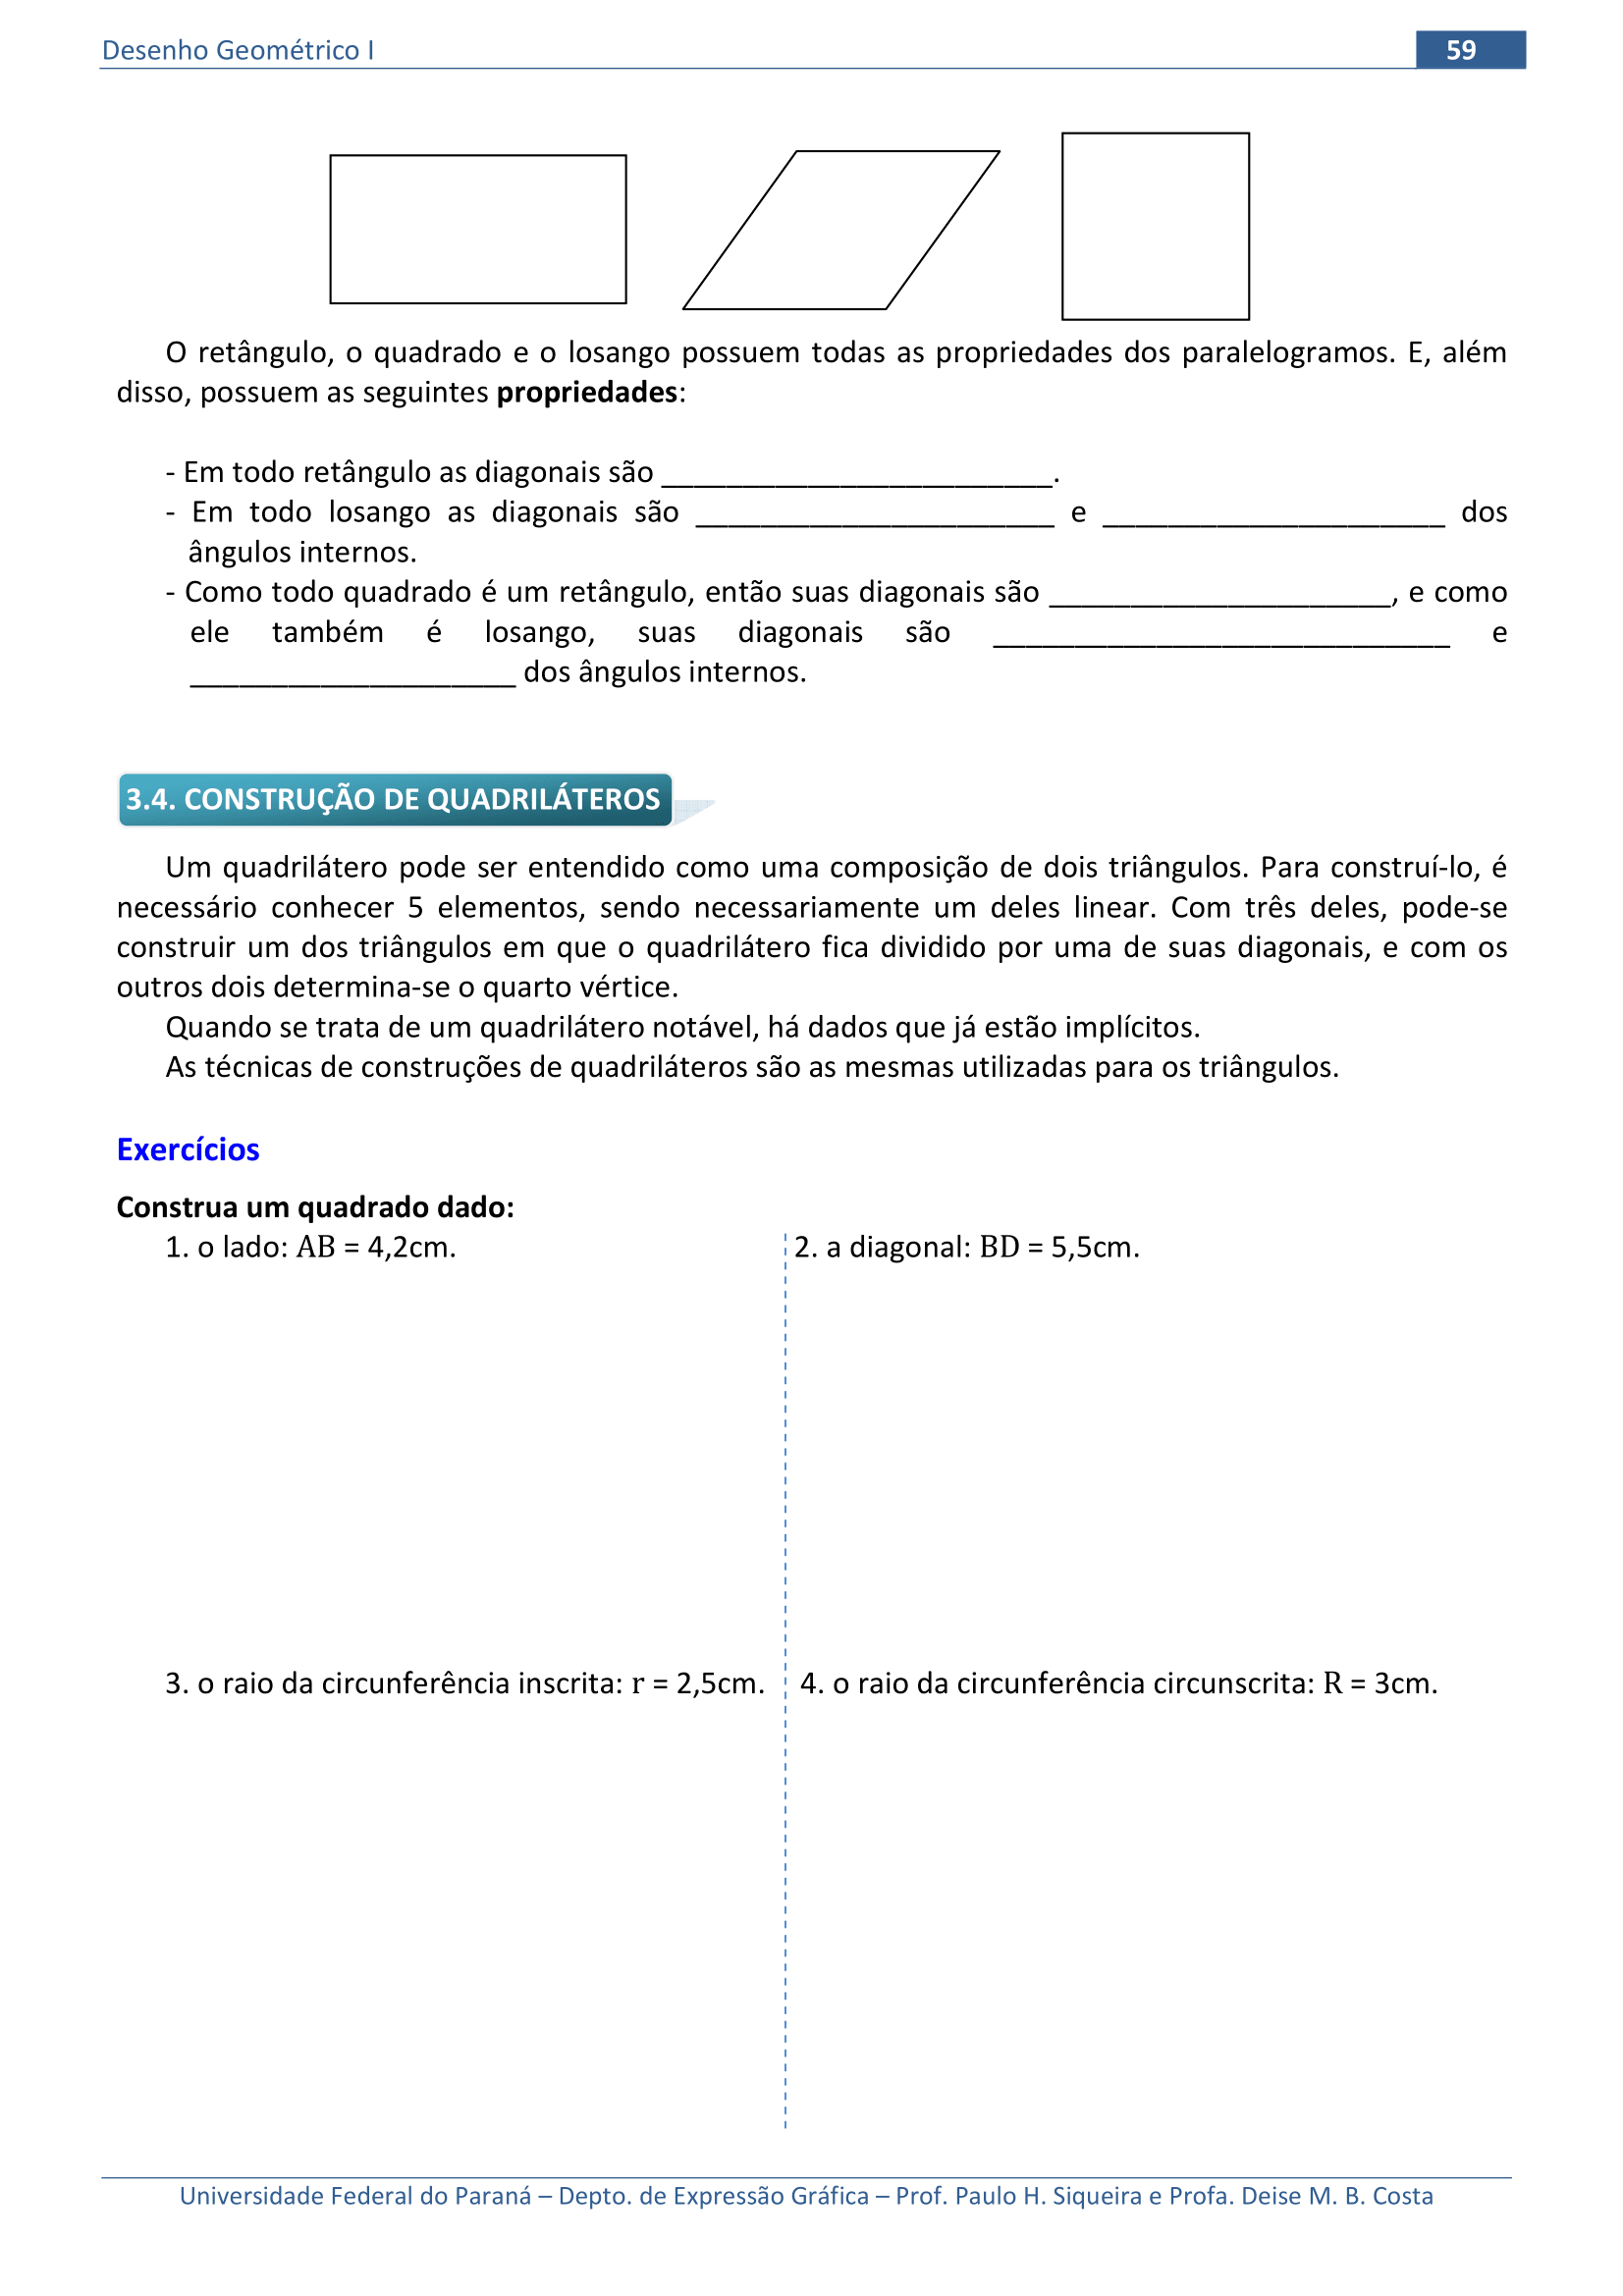 Desenho Geométrico I
59
O retângulo, o quadrado e o losango possuem todas as propriedades dos paralelogramos. E, além
disso, possuem as seguintes propriedades:
- Em todo retângulo as diagonais são ________________________.
- Em todo losango as diagonais são ______________________ e _____________________ dos
ângulos internos.
- Como todo quadrado é um retângulo, então suas diagonais são _____________________, e como
ele também é losango, suas diagonais são ____________________________ e
____________________ dos ângulos internos.
3.4. CONSTRUÇÃO DE QUADRILÁTEROS
Um quadrilátero pode ser entendido como uma composição de dois triângulos. Para construí-lo, é
necessário conhecer 5 elementos, sendo necessariamente um deles linear. Com três deles, pode-se
construir um dos triângulos em que o quadrilátero fica dividido por uma de suas diagonais, e com os
outros dois determina-se o quarto vértice.
Quando se trata de um quadrilátero notável, há dados que já estão implícitos.
As técnicas de construções de quadriláteros são as mesmas utilizadas para os triângulos.
Exercícios
Construa um quadrado dado:
1. o lado: AB = 4,2cm.
2. a diagonal: BD = 5,5cm.
3. o raio da circunferência inscrita: r = 2,5cm.
4. o raio da circunferência circunscrita: R = 3cm.
Universidade Federal do Paraná – Depto. de Expressão Gráfica – Prof. Paulo H. Siqueira e Profa. Deise M. B. Costa